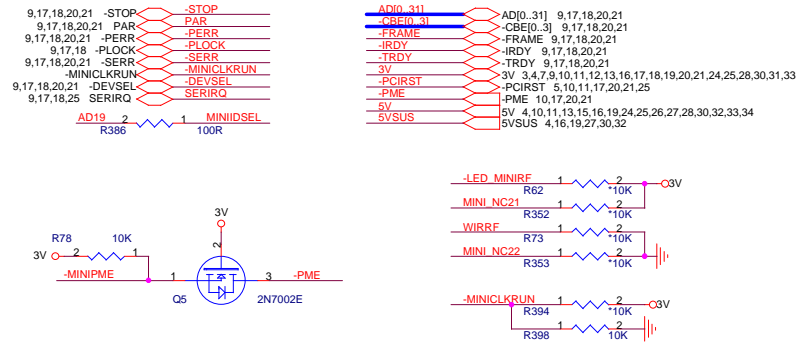 9,17,18,20,21 -STOP -STOP
9,17,18,20,21 PAR PAR
9,17,18,20,21 -PERR -PERR
9,17,18 -PLOCK -PLOCK
9,17,18,20,21 -SERR -SERR
-MINICLKRUN -MINICLKRUN
9,17,18,20,21 -DEVSEL -DEVSEL
9,17,18,25 SERIRQ SERIRQ
AD19 2 1 MINIIDSEL
R386 100R
AD[0..31] AD[0..31] 9,17,18,20,21
-CBE[0..3] -CBE[0..3] 9,17,18,20,21
-FRAME -FRAME 9,17,18,20,21
-IRDY -IRDY 9,17,18,20,21
-TRDY -TRDY 9,17,18,20,21
3V 3V 3,4,7,9,10,11,12,13,16,17,18,19,20,21,24,25,28,30,31,33
-PCIRST -PCIRST 5,10,11,17,20,21,25
-PME -PME 10,17,20,21
5V 5V 4,10,11,13,15,16,19,24,25,26,27,28,30,32,33,34
5VSUS 5VSUS 4,16,19,27,30,32
3V
R78 10K
3V 2 1
2
-MINIPME 1 3 -PME
Q5 2N7002E
-LED_MINIRF 1 2 3V
R62 *10K
MINI_NC21 1 2
R352 *10K
WIRRF 1 2
R73 *10K
MINI_NC22 1 2
R353 *10K
-MINICLKRUN 1 2 3V
R394 *10K
1 2
R398 10K